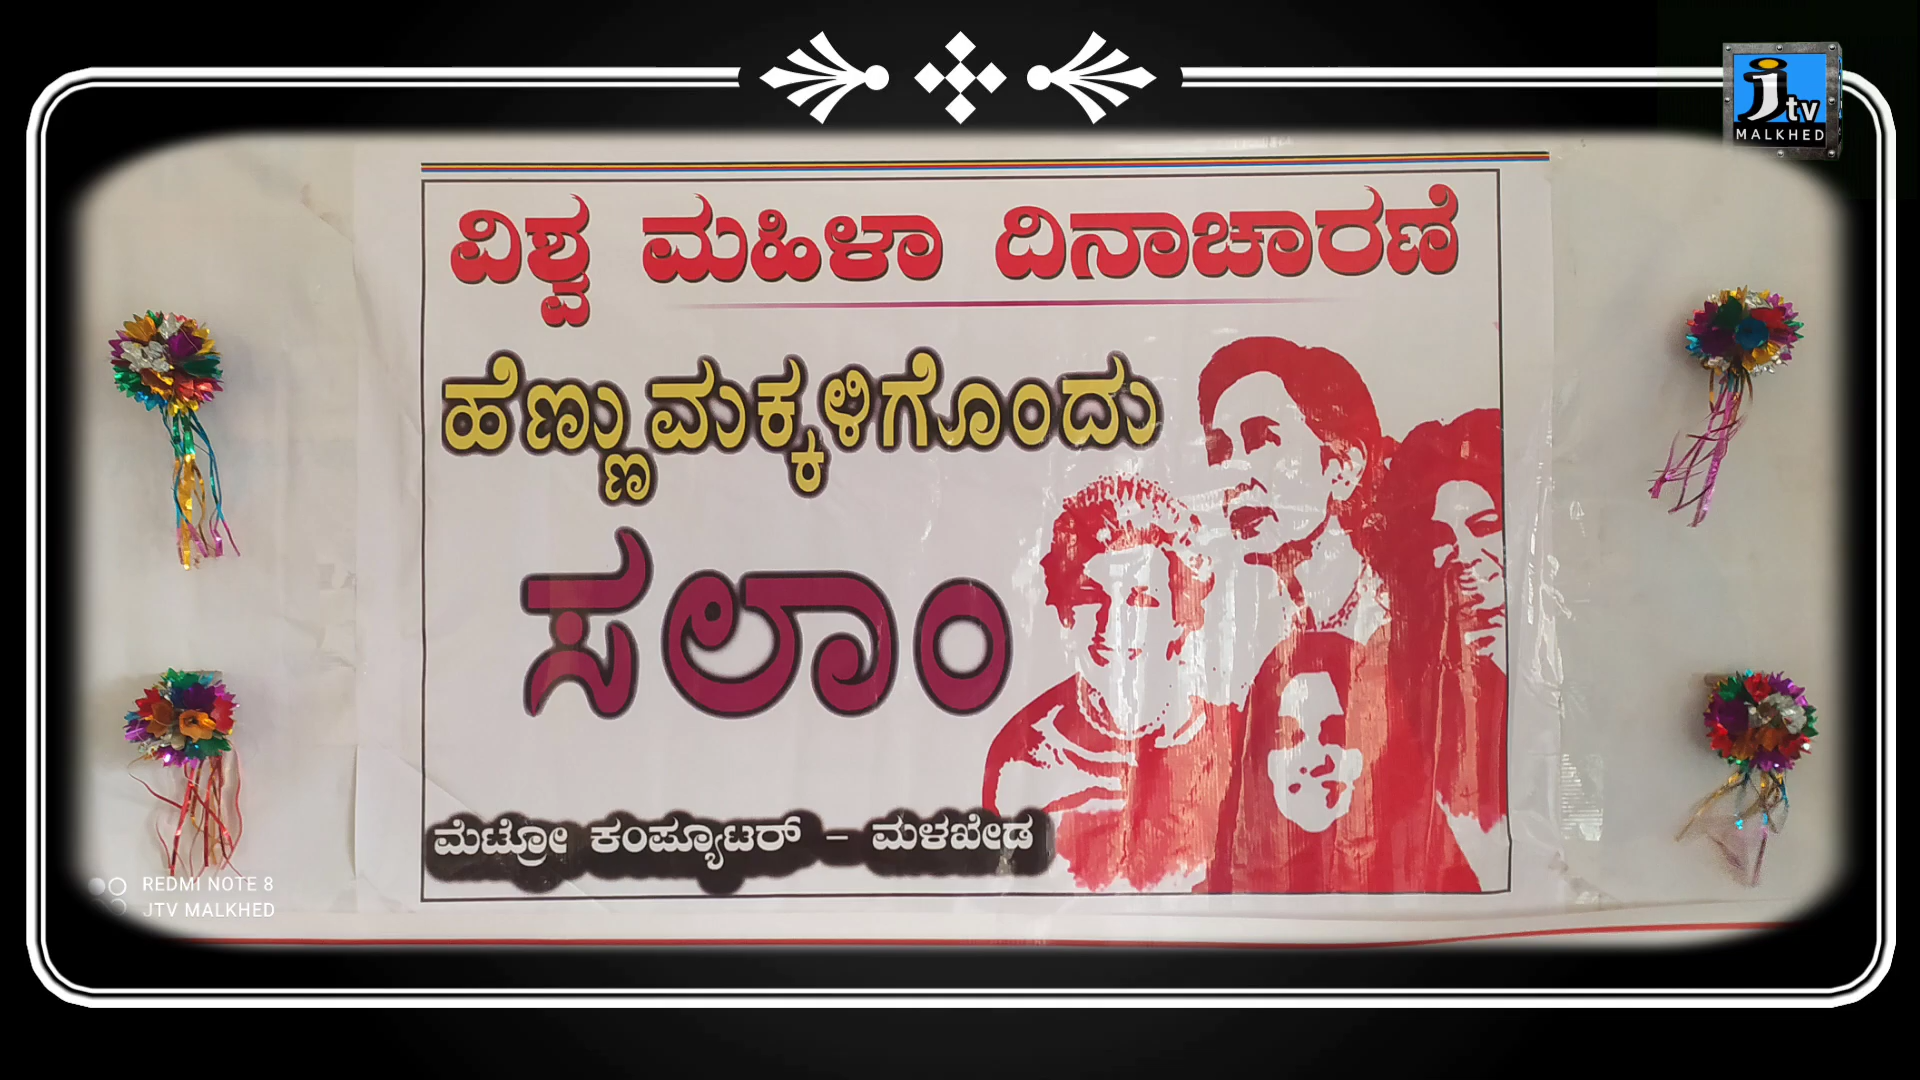 jtv
MALKHED
ವಿಶ್ವ ಮಹಿಳಾ ದಿನಾಚಾರಣೆ
ಹೆಣ್ಣುಮಕ್ಕಳಿಗೊಂದು
ಸಲಾಂ
ಮೆಟ್ರೋ ಕಂಪ್ಯೂಟರ್ - ಮಳಖೇಡ
REDMI NOTE 8
JTV MALKHED